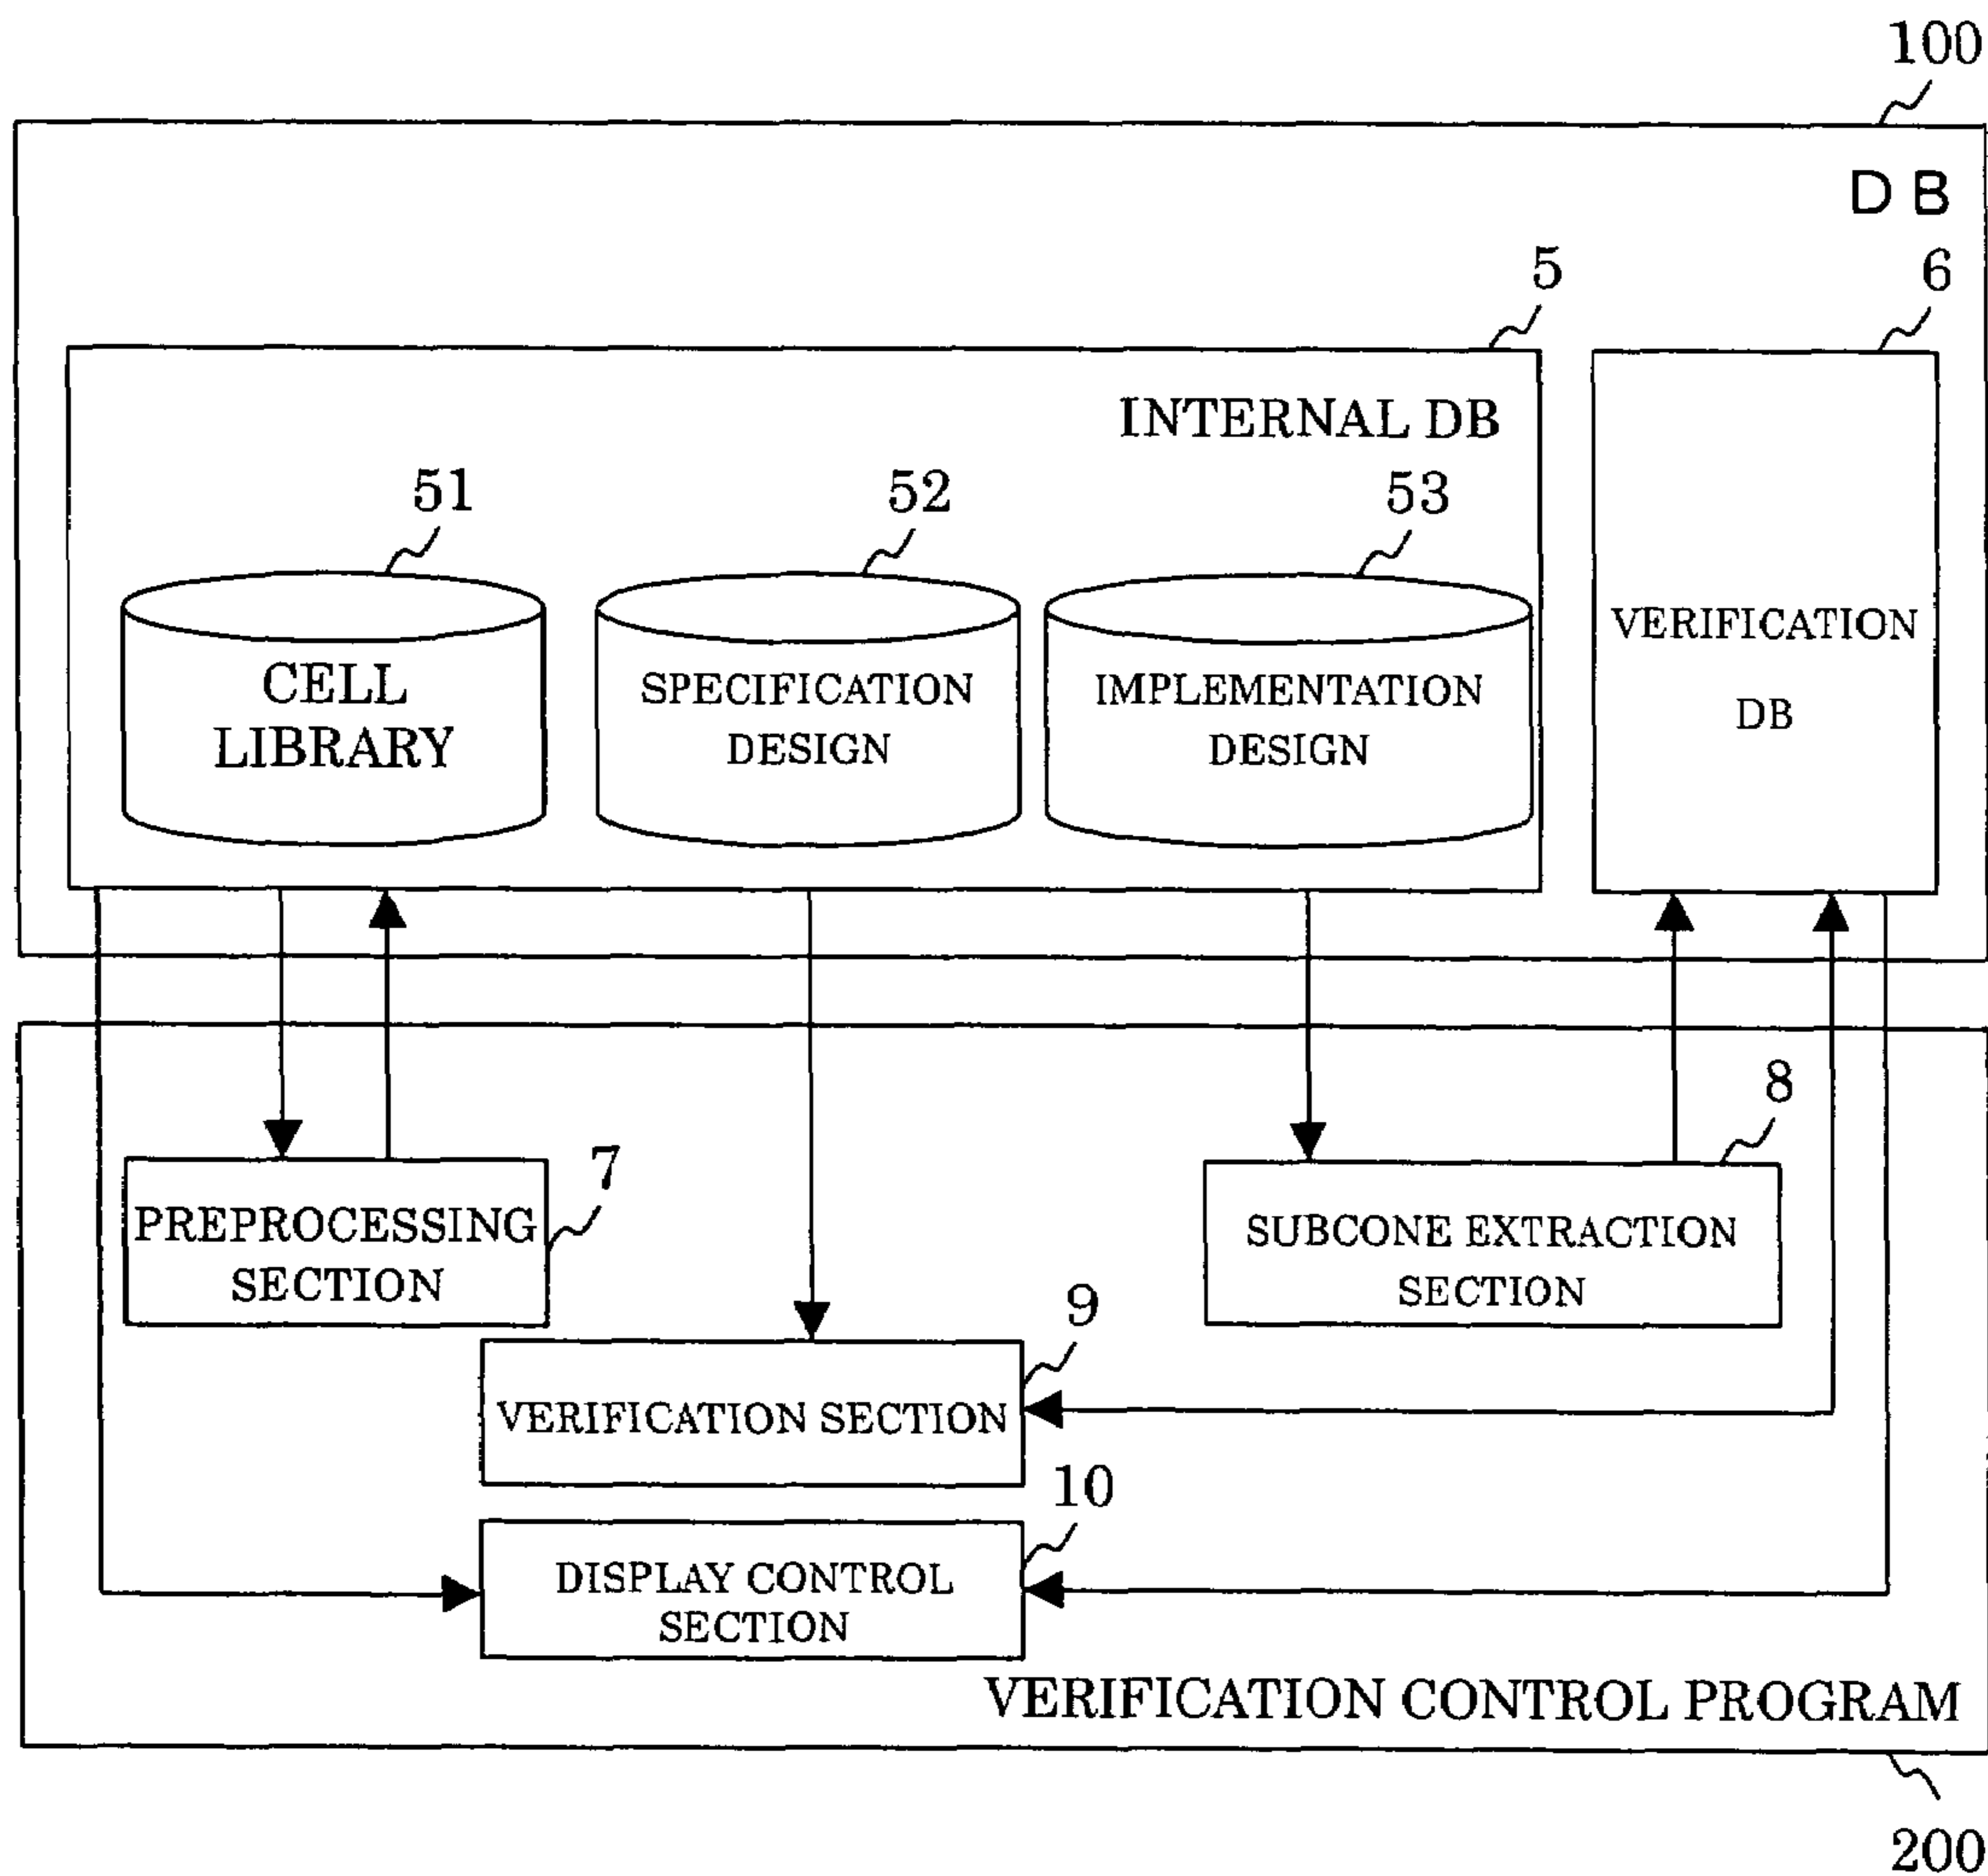 100
D B
5
6
INTERNAL DB
51
52
53
CELL
LIBRARY
SPECIFICATION
DESIGN
IMPLEMENTATION
DESIGN
VERIFICATION
DB
7
8
PREPROCESSING
SECTION
SUBCONE EXTRACTION
SECTION
9
VERIFICATION SECTION
10
DISPLAY CONTROL
SECTION
VERIFICATION CONTROL PROGRAM
200